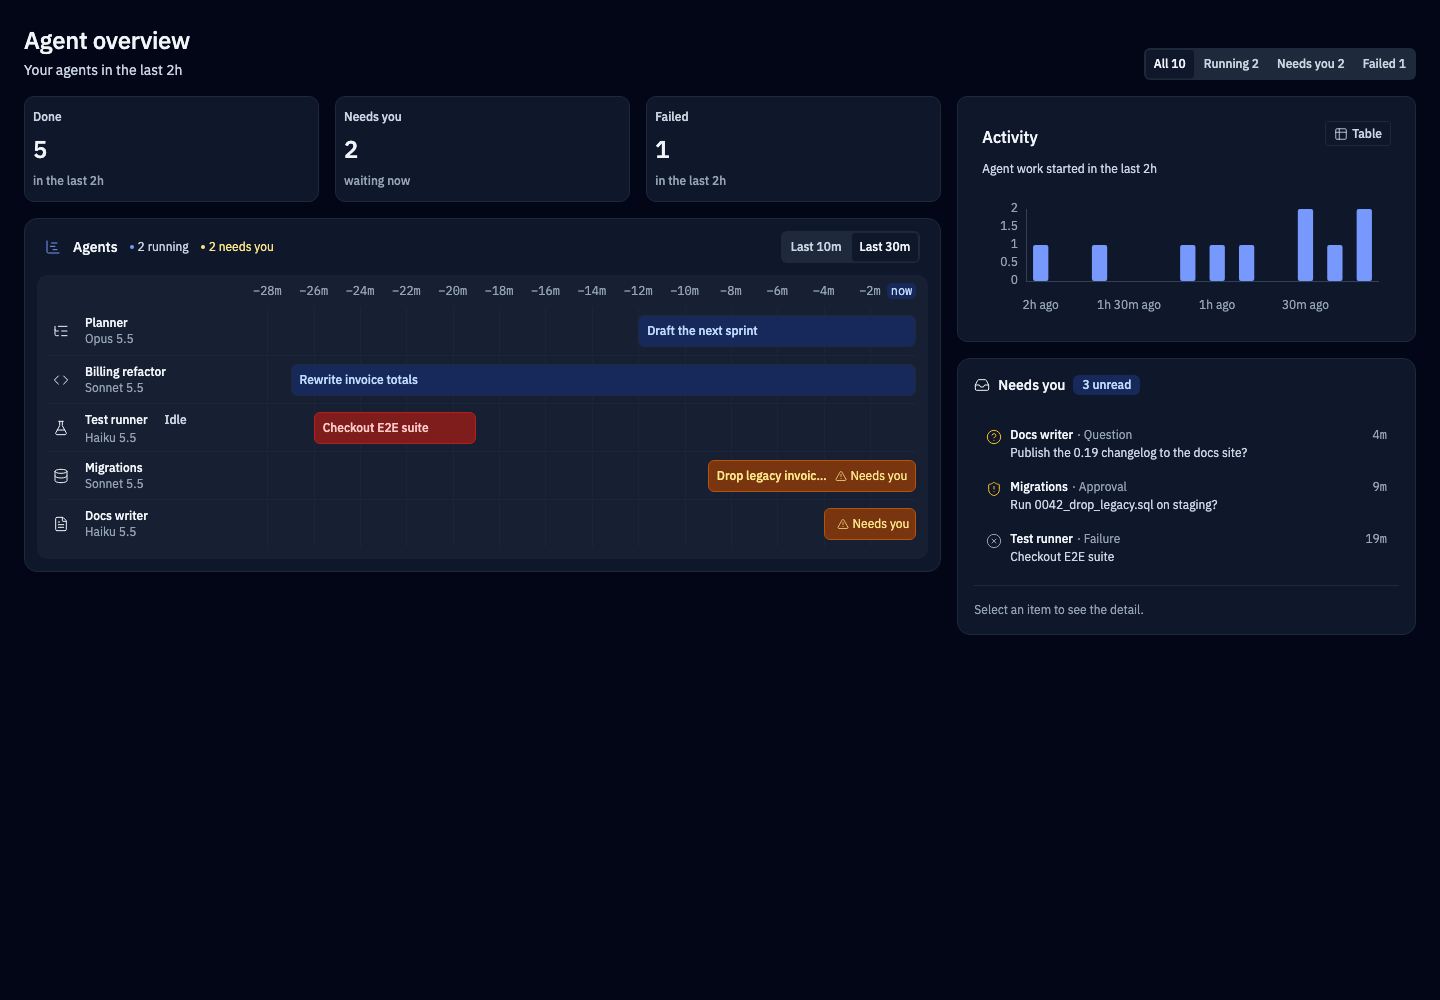 Agent overview
Your agents in the last 2h
All 10 Running 2 Needs you 2 Failed 1
Done
5
in the last 2h
Needs you
2
waiting now
Failed
1
in the last 2h
Agents 2 running 2 needs you
Last 10m Last 30m
−28m −26m −24m −22m −20m −18m −16m −14m −12m −10m −8m −6m −4m −2m now
Planner
Opus 5.5
Draft the next sprint
Billing refactor
Sonnet 5.5
Rewrite invoice totals
Test runner Idle
Haiku 5.5
Checkout E2E suite
Migrations
Sonnet 5.5
Drop legacy invoic... Needs you
Docs writer
Haiku 5.5
Needs you
Activity
Table
Agent work started in the last 2h
2
1.5
1
0.5
0
2h ago 1h 30m ago 1h ago 30m ago
Needs you 3 unread
Docs writer · Question 4m
Publish the 0.19 changelog to the docs site?
Migrations · Approval 9m
Run 0042_drop_legacy.sql on staging?
Test runner · Failure 19m
Checkout E2E suite
Select an item to see the detail.